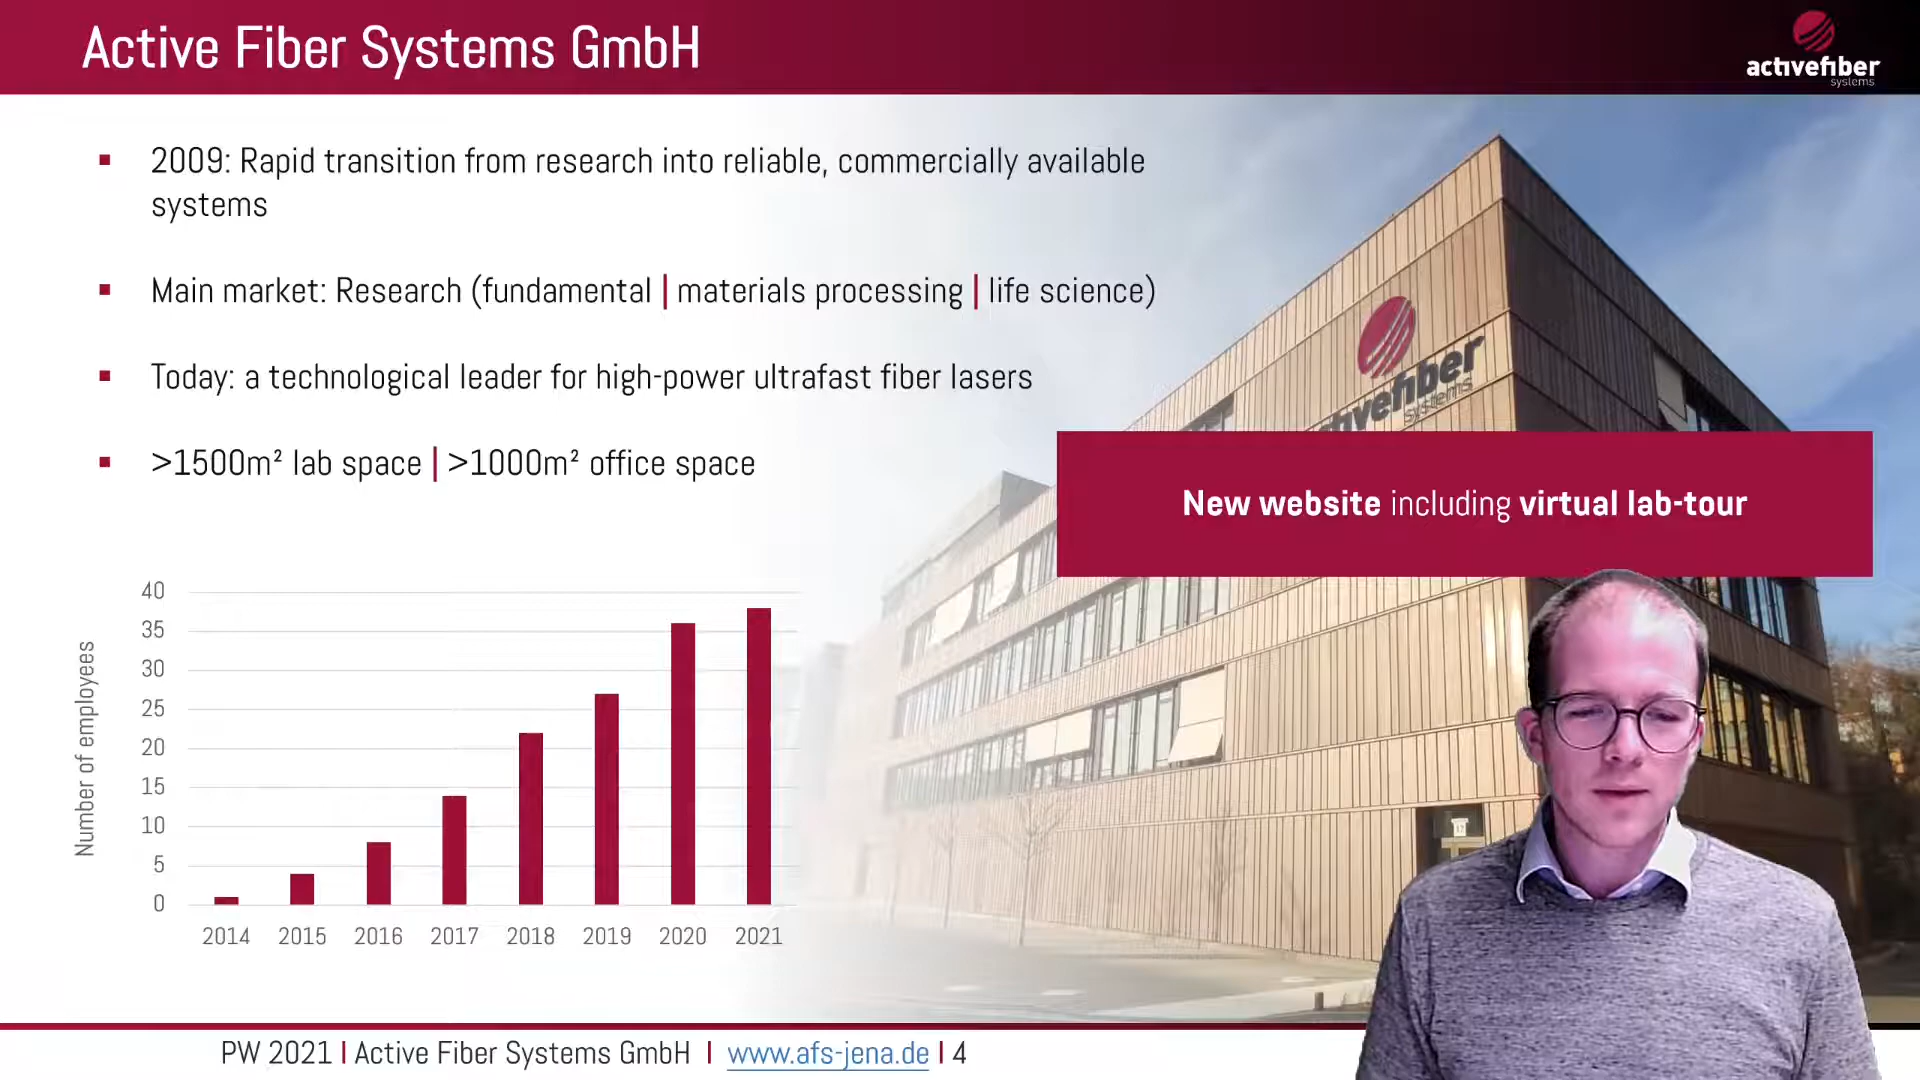 Active Fiber Systems GmbH
activefiber
systems
▪ 2009: Rapid transition from research into reliable, commercially available
systems
▪ Main market: Research (fundamental | materials processing | life science)
▪ Today: a technological leader for high-power ultrafast fiber lasers
▪ >1500m² lab space | >1000m² office space
tivefiber
systems
New website including virtual lab-tour
Number of employees
40
35
30
25
20
15
10
5
0
2014 2015 2016 2017 2018 2019 2020 2021
PW 2021 | Active Fiber Systems GmbH | www.afs-jena.de | 4